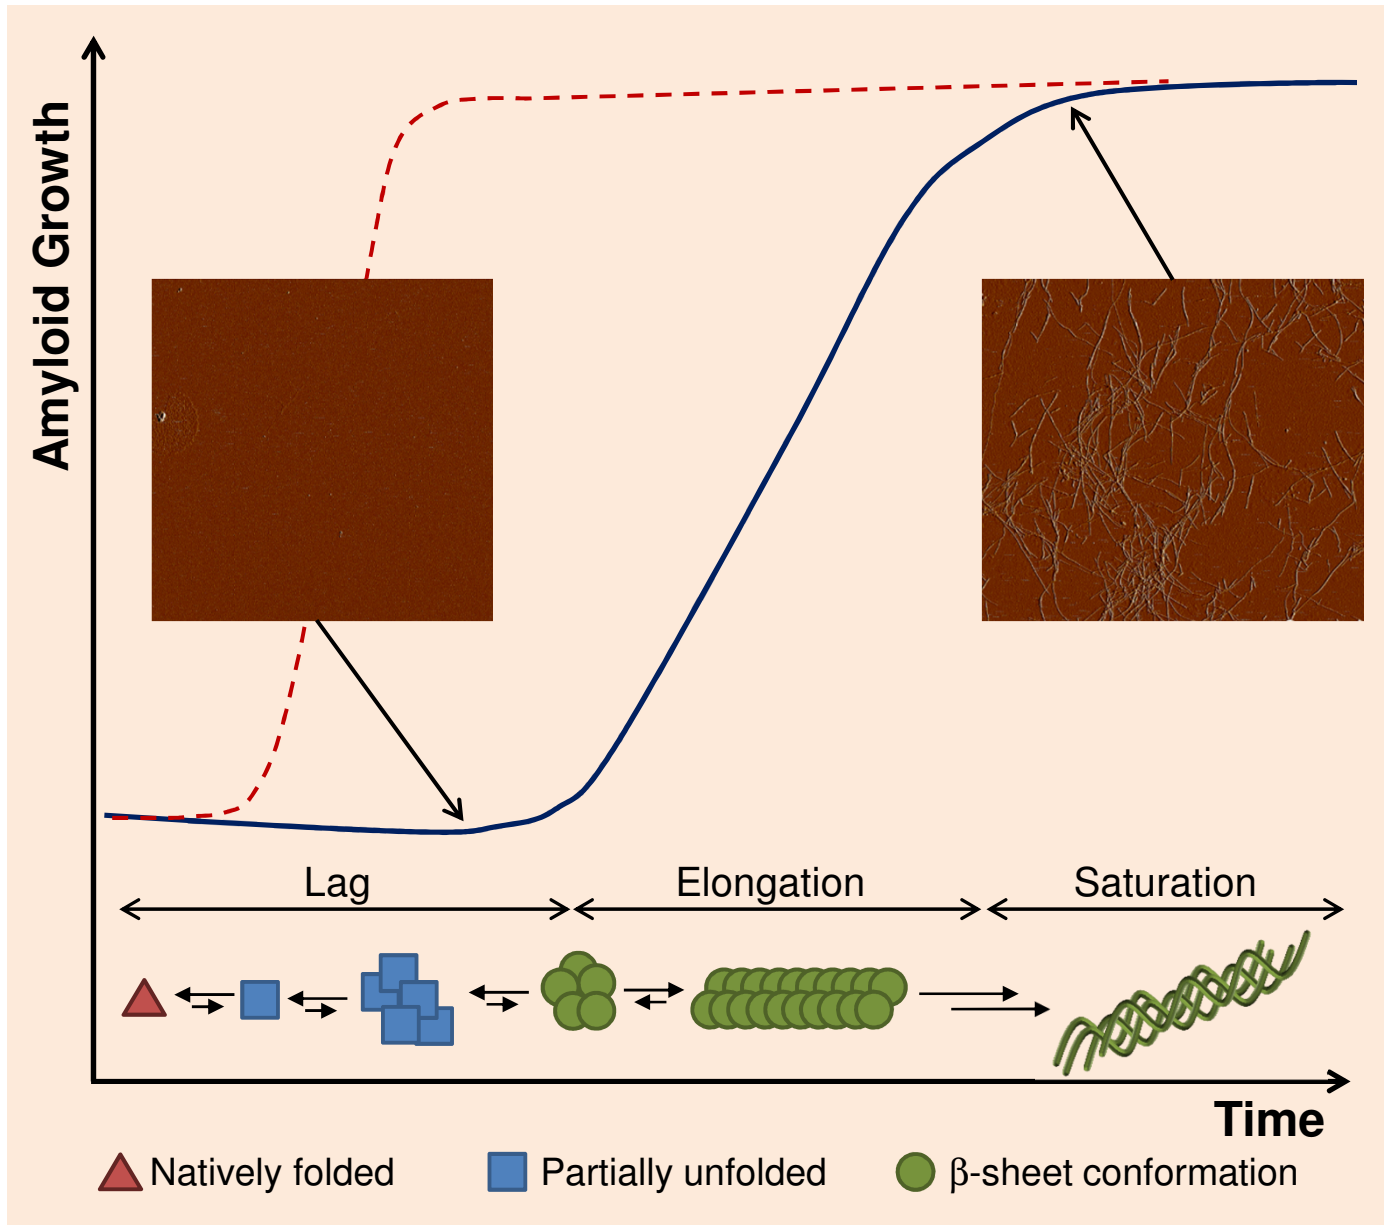 Amyloid Growth
Lag
Elongation
Saturation
Time
Natively folded
Partially unfolded
β-sheet conformation